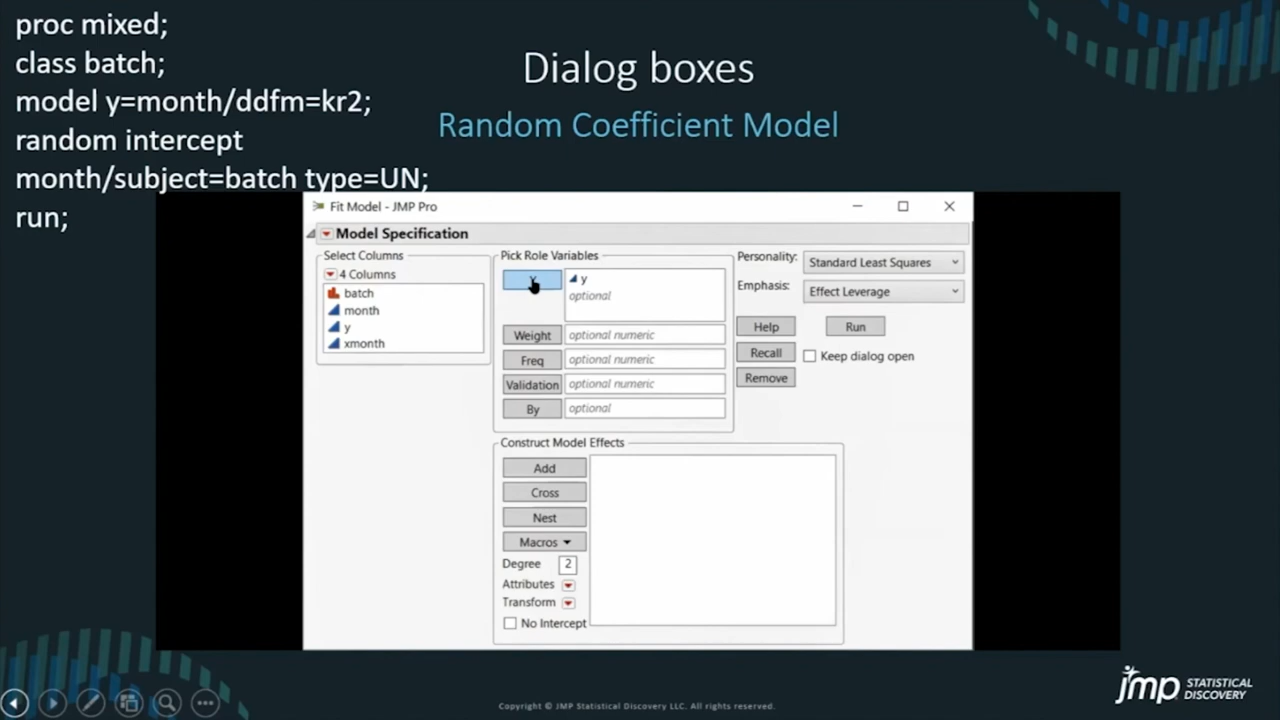 proc mixed;
class batch;
model y=month/ddfm=kr2;
random intercept
month/subject=batch type=UN;
run;
Dialog boxes
Random Coefficient Model
Fit Model - JMP Pro
Model Specification
Select Columns
4 Columns
batch
month
y
xmonth
Pick Role Variables
Y
y
optional
Weight optional numeric
Freq optional numeric
Validation optional numeric
By optional
Personality: Standard Least Squares
Emphasis: Effect Leverage
Help Run
Recall Keep dialog open
Remove
Construct Model Effects
Add
Cross
Nest
Macros
Degree 2
Attributes
Transform
No Intercept
jmp STATISTICAL
DISCOVERY
Copyright © JMP Statistical Discovery LLC. All rights reserved.